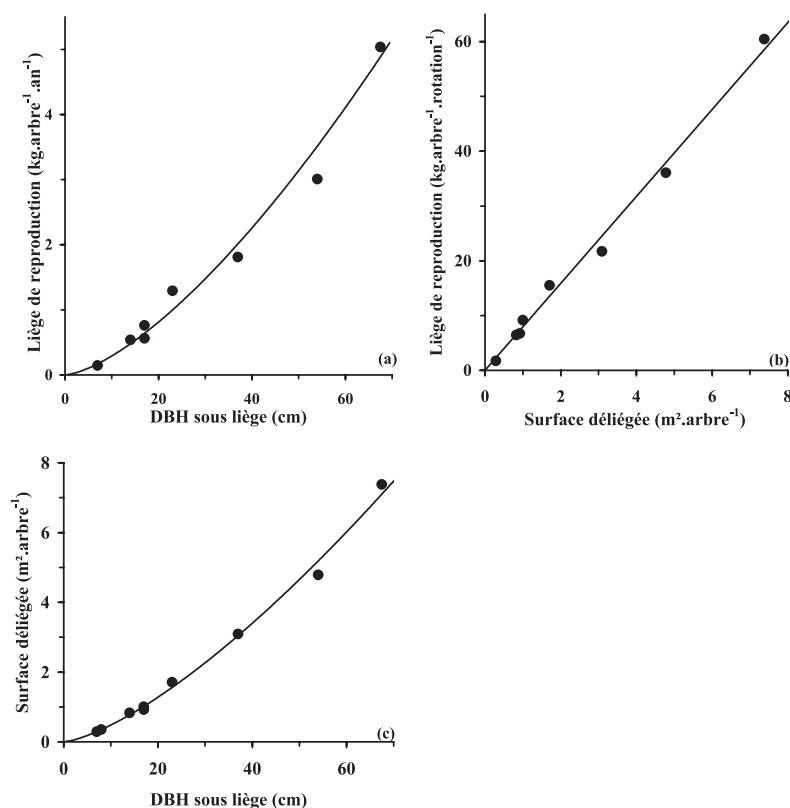 Liège de reproduction (kg.arbre⁻¹.an⁻¹)
4
2
0
0 20 40 60
(a)
DBH sous liège (cm)
Liège de reproduction (kg.arbre⁻¹.rotation⁻¹)
60
40
20
0
0 2 4 6 8
(b)
Surface déliégée (m².arbre⁻¹)
Surface déliégée (m².arbre⁻¹)
8
6
4
2
0
0 20 40 60
(c)
DBH sous liège (cm)